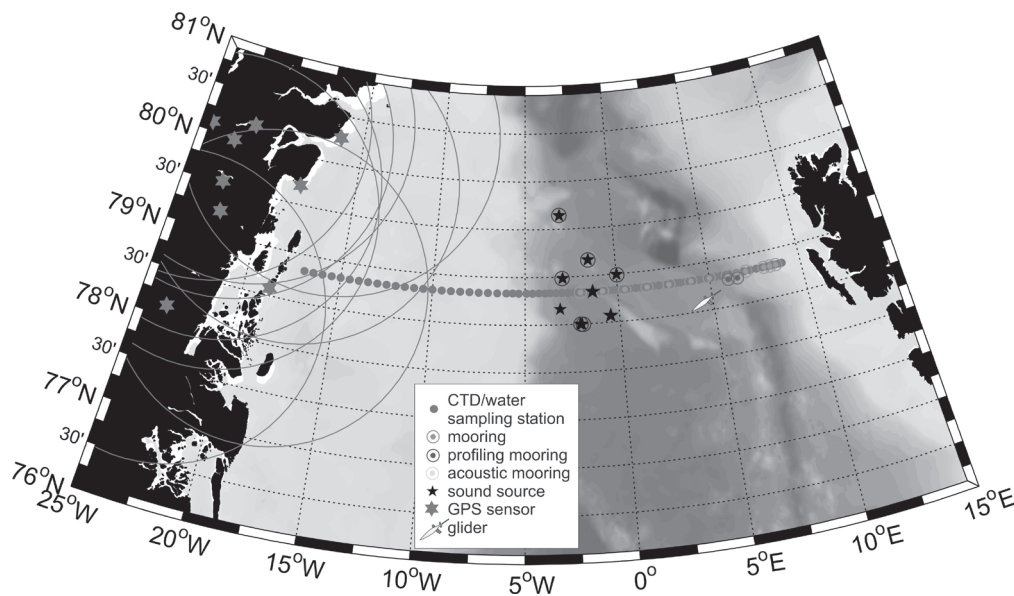 81°N
30'
80°N
30'
79°N
30'
78°N
30'
77°N
30'
76°N
25°W
20°W
15°W
10°W
5°W
0°
5°E
10°E
15°E
CTD/water
sampling station
mooring
profiling mooring
acoustic mooring
sound source
GPS sensor
glider